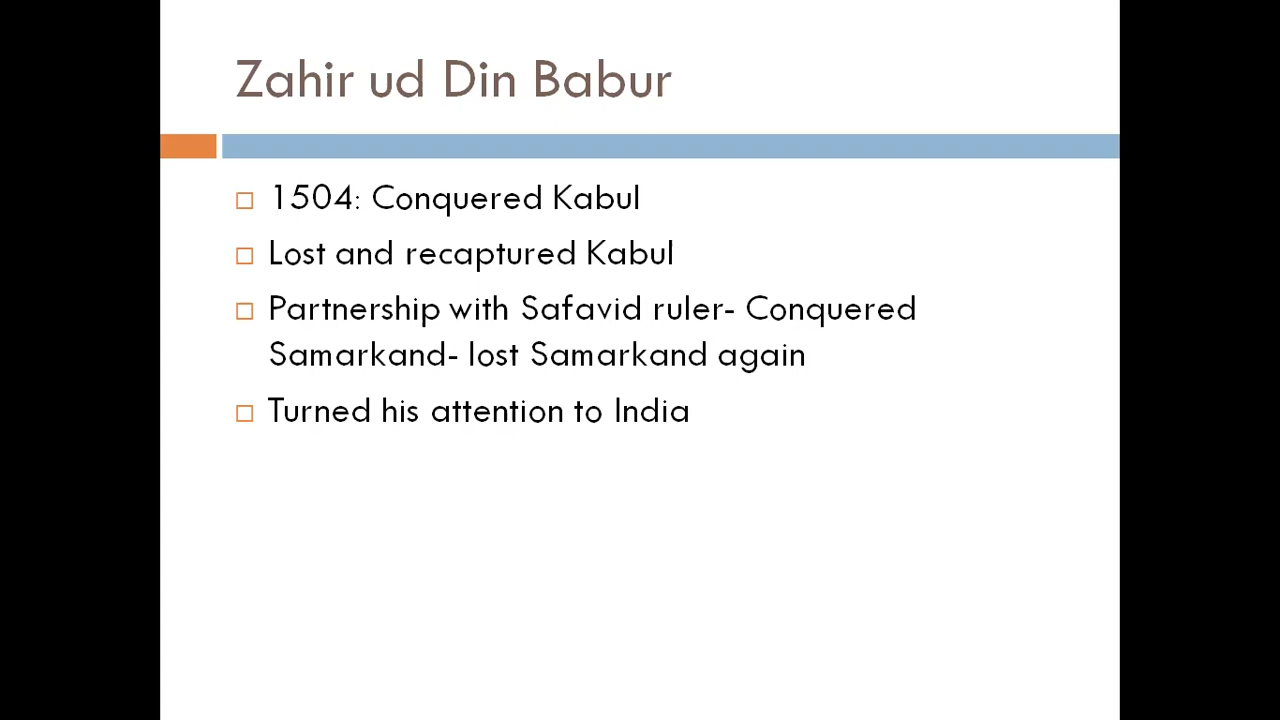 Zahir ud Din Babur
1504: Conquered Kabul
Lost and recaptured Kabul
Partnership with Safavid ruler- Conquered
Samarkand- lost Samarkand again
Turned his attention to India